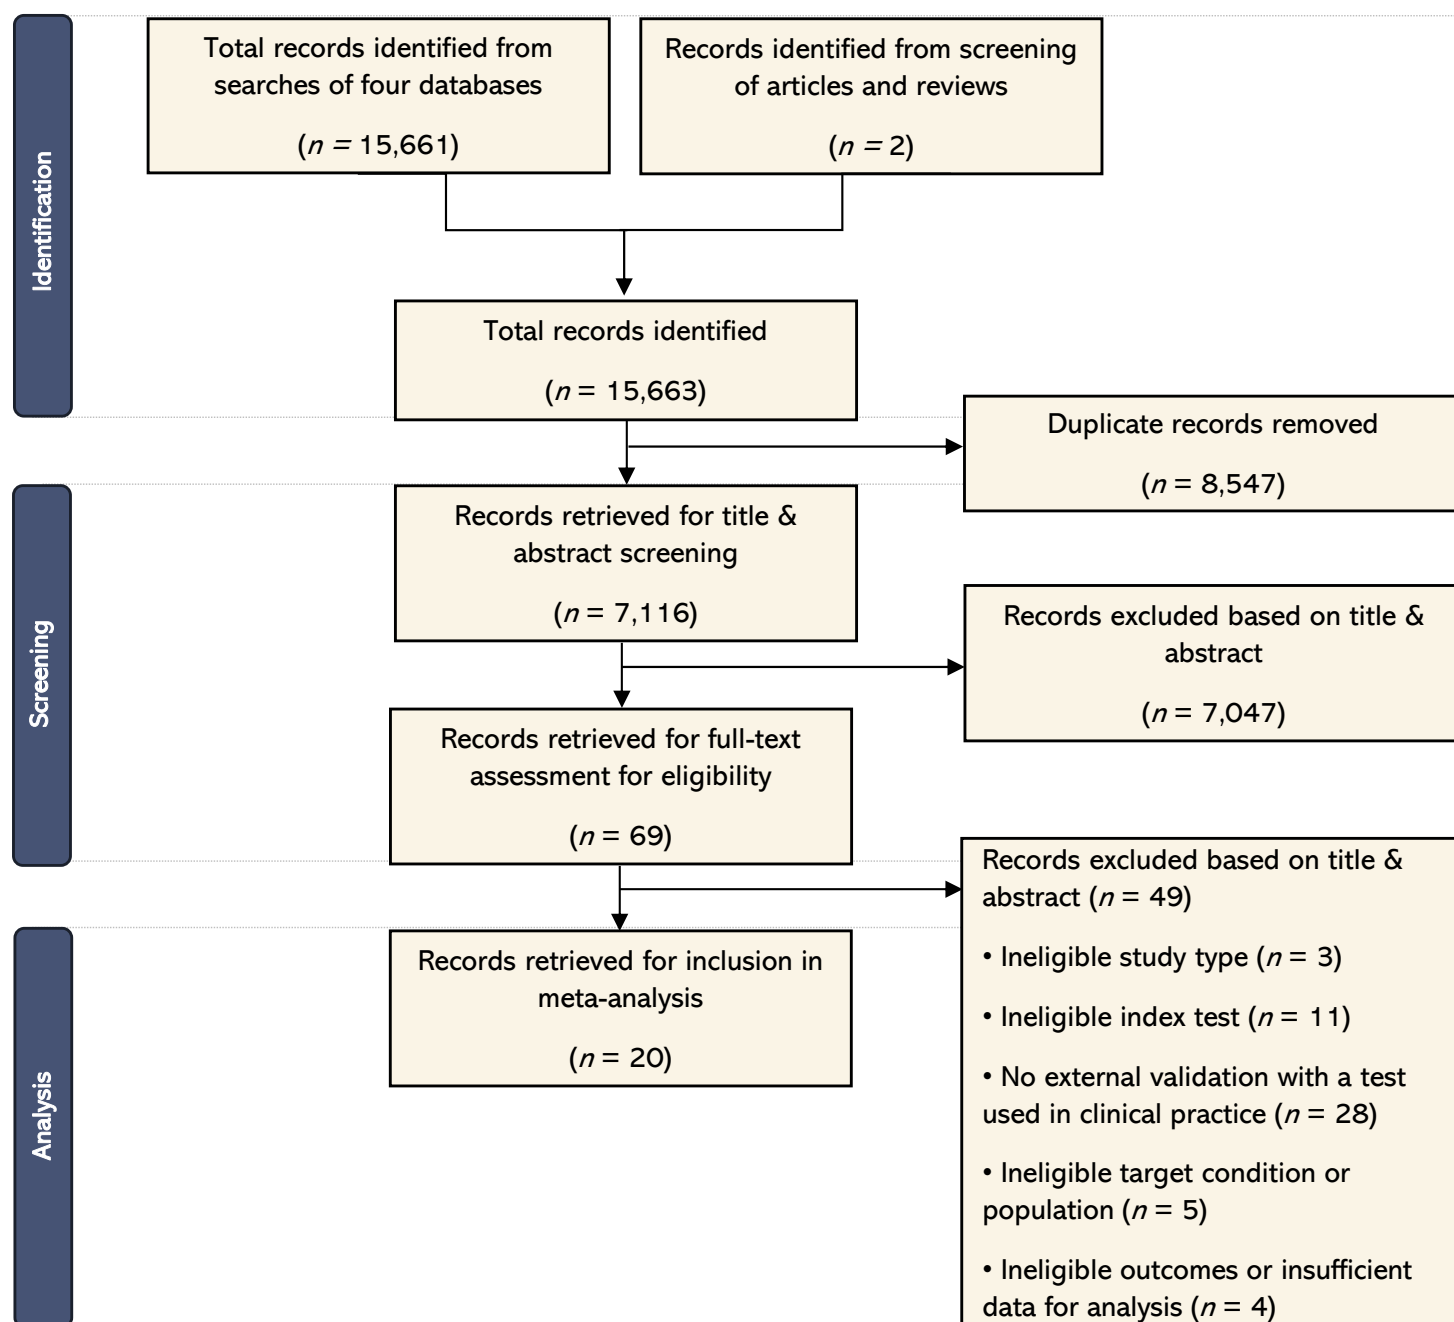 Identification
Total records identified from
searches of four databases
(n = 15,661)
Records identified from screening
of articles and reviews
(n = 2)
Total records identified
(n = 15,663)
Duplicate records removed
(n = 8,547)
Screening
Records retrieved for title &
abstract screening
(n = 7,116)
Records excluded based on title &
abstract
(n = 7,047)
Records retrieved for full-text
assessment for eligibility
(n = 69)
Records excluded based on title &
abstract (n = 49)
• Ineligible study type (n = 3)
• Ineligible index test (n = 11)
• No external validation with a test
used in clinical practice (n = 28)
• Ineligible target condition or
population (n = 5)
• Ineligible outcomes or insufficient
data for analysis (n = 4)
Analysis
Records retrieved for inclusion in
meta-analysis
(n = 20)